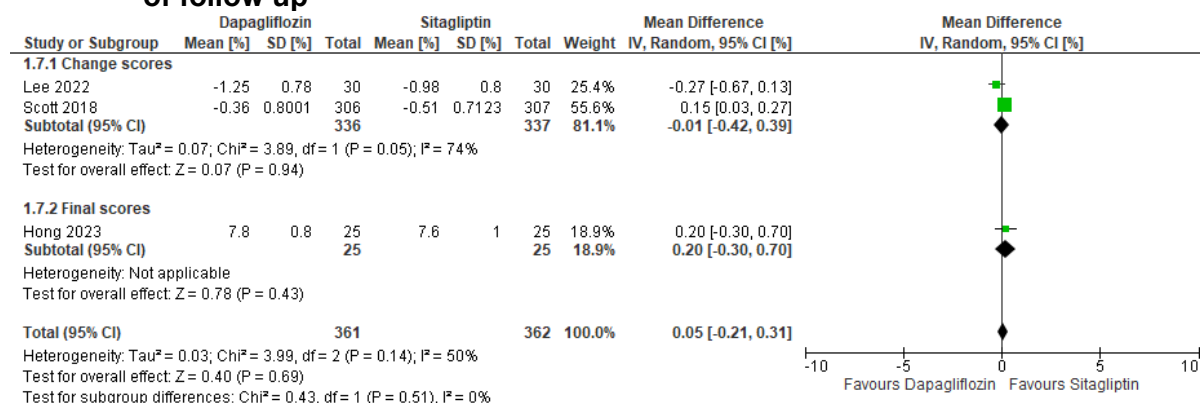 of follow up
Dapagliflozin Sitagliptin Mean Difference Mean Difference
Study or Subgroup Mean [%] SD [%] Total Mean [%] SD [%] Total Weight IV, Random, 95% CI [%] IV, Random, 95% CI [%]
1.7.1 Change scores
Lee 2022 -1.25 0.78 30 -0.98 0.8 30 25.4% -0.27 [-0.67, 0.13]
Scott 2018 -0.36 0.8001 306 -0.51 0.7123 307 55.6% 0.15 [0.03, 0.27]
Subtotal (95% CI) 336 337 81.1% -0.01 [-0.42, 0.39]
Heterogeneity: Tau² = 0.07; Chi² = 3.89, df = 1 (P = 0.05); I² = 74%
Test for overall effect: Z = 0.07 (P = 0.94)
1.7.2 Final scores
Hong 2023 7.8 0.8 25 7.6 1 25 18.9% 0.20 [-0.30, 0.70]
Subtotal (95% CI) 25 25 18.9% 0.20 [-0.30, 0.70]
Heterogeneity: Not applicable
Test for overall effect: Z = 0.78 (P = 0.43)
Total (95% CI) 361 362 100.0% 0.05 [-0.21, 0.31]
Heterogeneity: Tau² = 0.03; Chi² = 3.99, df = 2 (P = 0.14); I² = 50%
Test for overall effect: Z = 0.40 (P = 0.69)
Test for subgroup differences: Chi² = 0.43, df = 1 (P = 0.51), I² = 0%
-10 -5 0 5 10
Favours Dapagliflozin Favours Sitagliptin